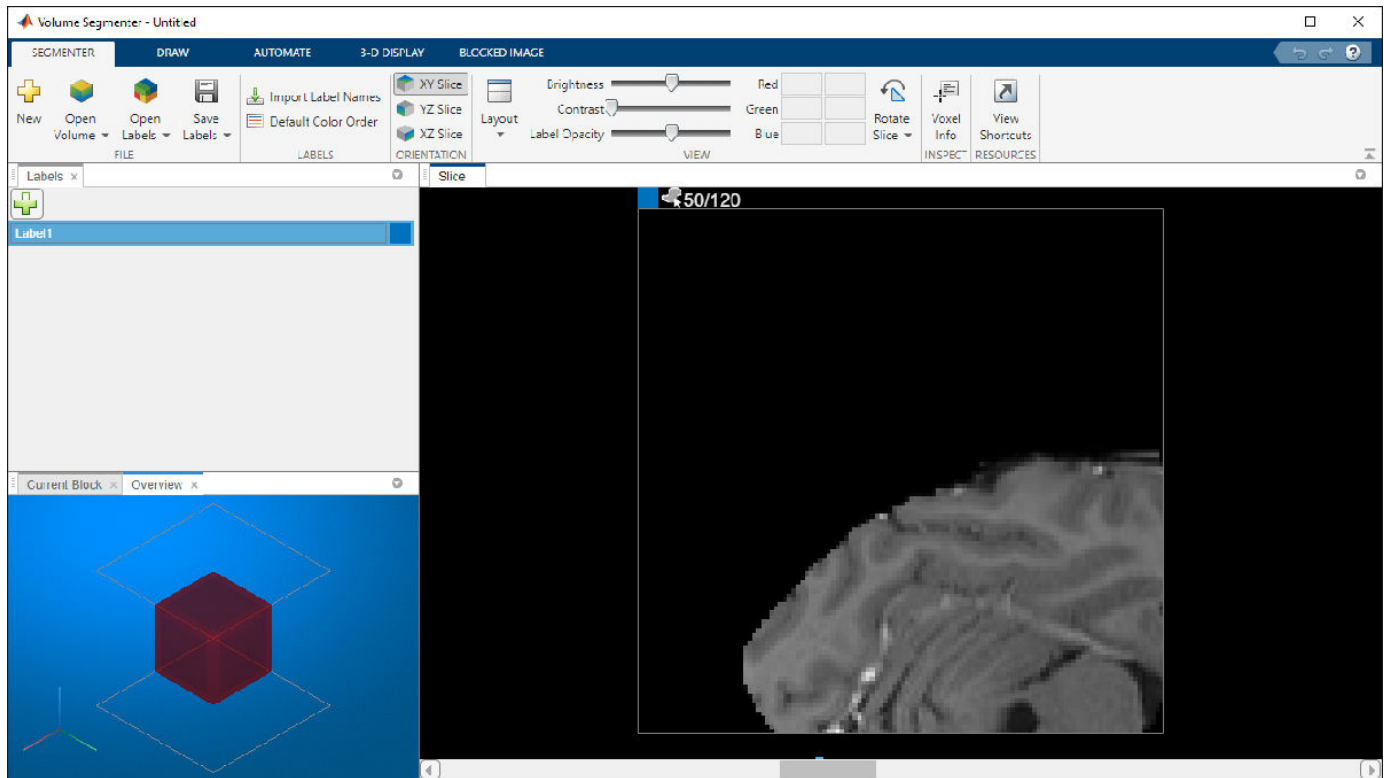 Volume Segmenter - Untitled
SEGMENTER DRAW AUTOMATE 3-D DISPLAY BLOCKED IMAGE
New
Open Volume
Open Labels
Save Labels
FILE
Import Label Names
Default Color Order
LABELS
XY Slice
YZ Slice
XZ Slice
ORIENTATION
Layout
Brightness
Contrast
Label Opacity
Red
Green
Blue
Rotate Slice
VIEW
Voxel Info
INSPECT
View Shortcuts
RESOURCES
Labels
Slice
50/120
Label1
Current Block
Overview